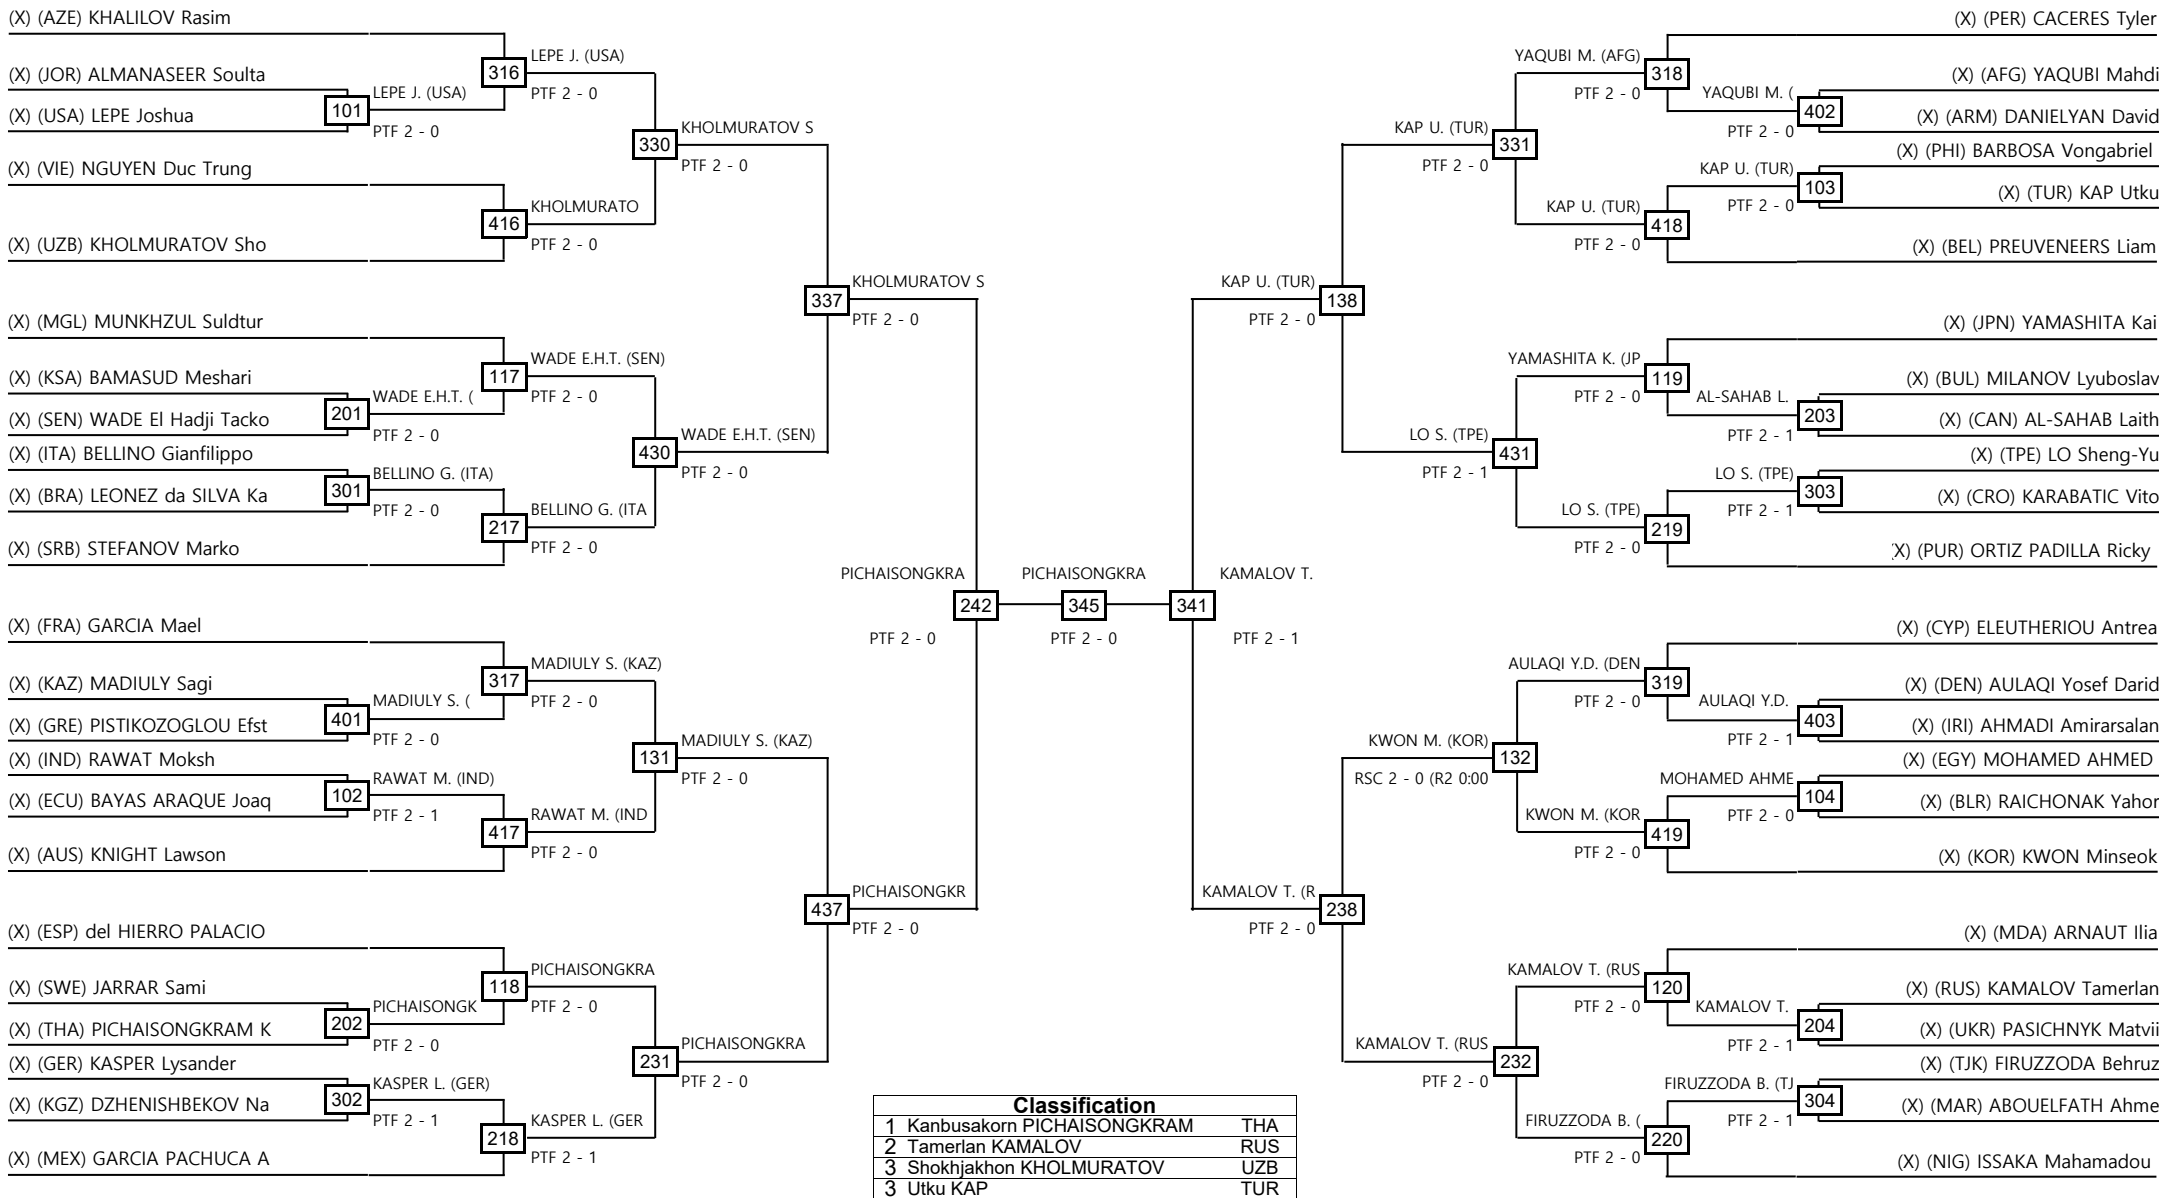 (X) (AZE) KHALILOV Rasim
LEPE J. (USA)
316
PTF 2 - 0
(X) (JOR) ALMANASEER Soulta
LEPE J. (USA)
101
PTF 2 - 0
(X) (USA) LEPE Joshua
KHOLMURATOV S
330
PTF 2 - 0
(X) (VIE) NGUYEN Duc Trung
KHOLMURATO
416
PTF 2 - 0
(X) (UZB) KHOLMURATOV Sho
KHOLMURATOV S
337
PTF 2 - 0
(X) (MGL) MUNKHZUL Suldtur
WADE E.H.T. (SEN)
117
PTF 2 - 0
(X) (KSA) BAMASUD Meshari
WADE E.H.T. (
201
PTF 2 - 0
(X) (SEN) WADE El Hadji Tacko
WADE E.H.T. (SEN)
430
PTF 2 - 0
(X) (ITA) BELLINO Gianfilippo
BELLINO G. (ITA)
301
PTF 2 - 0
(X) (BRA) LEONEZ da SILVA Ka
BELLINO G. (ITA
217
PTF 2 - 0
(X) (SRB) STEFANOV Marko
PICHAISONGKRA
242
PTF 2 - 0
PICHAISONGKRA
345
PTF 2 - 0
KAMALOV T.
341
PTF 2 - 1
(X) (FRA) GARCIA Mael
MADIULY S. (KAZ)
317
PTF 2 - 0
(X) (KAZ) MADIULY Sagi
MADIULY S. (
401
PTF 2 - 0
(X) (GRE) PISTIKOZOGLOU Efst
MADIULY S. (KAZ)
131
PTF 2 - 0
(X) (IND) RAWAT Moksh
RAWAT M. (IND)
102
PTF 2 - 1
(X) (ECU) BAYAS ARAQUE Joaq
RAWAT M. (IND
417
PTF 2 - 0
(X) (AUS) KNIGHT Lawson
PICHAISONGKR
437
PTF 2 - 0
(X) (ESP) del HIERRO PALACIO
PICHAISONGKRA
118
PTF 2 - 0
(X) (SWE) JARRAR Sami
PICHAISONGK
202
PTF 2 - 0
(X) (THA) PICHAISONGKRAM K
PICHAISONGKRA
231
PTF 2 - 0
(X) (GER) KASPER Lysander
KASPER L. (GER)
302
PTF 2 - 1
(X) (KGZ) DZHENISHBEKOV Na
KASPER L. (GER
218
PTF 2 - 1
(X) (MEX) GARCIA PACHUCA A
(X) (PER) CACERES Tyler
YAQUBI M. (AFG)
318
PTF 2 - 0
(X) (AFG) YAQUBI Mahdi
YAQUBI M. (
402
PTF 2 - 0
(X) (ARM) DANIELYAN David
KAP U. (TUR)
331
PTF 2 - 0
(X) (PHI) BARBOSA Vongabriel
KAP U. (TUR)
103
PTF 2 - 0
(X) (TUR) KAP Utku
KAP U. (TUR)
418
PTF 2 - 0
(X) (BEL) PREUVENEERS Liam
KAP U. (TUR)
138
PTF 2 - 0
(X) (JPN) YAMASHITA Kai
YAMASHITA K. (JP
119
PTF 2 - 0
(X) (BUL) MILANOV Lyuboslav
AL-SAHAB L.
203
PTF 2 - 1
(X) (CAN) AL-SAHAB Laith
LO S. (TPE)
431
PTF 2 - 1
(X) (TPE) LO Sheng-Yu
LO S. (TPE)
303
PTF 2 - 1
(X) (CRO) KARABATIC Vito
LO S. (TPE)
219
PTF 2 - 0
X) (PUR) ORTIZ PADILLA Ricky
(X) (CYP) ELEUTHERIOU Antrea
AULAQI Y.D. (DEN
319
PTF 2 - 0
(X) (DEN) AULAQI Yosef Darid
AULAQI Y.D.
403
PTF 2 - 1
(X) (IRI) AHMADI Amirarsalan
KWON M. (KOR)
132
RSC 2 - 0 (R2 0:00
(X) (EGY) MOHAMED AHMED
MOHAMED AHME
104
PTF 2 - 0
(X) (BLR) RAICHONAK Yahor
KWON M. (KOR
419
PTF 2 - 0
(X) (KOR) KWON Minseok
KAMALOV T. (R
238
PTF 2 - 0
(X) (MDA) ARNAUT Ilia
KAMALOV T. (RUS
120
PTF 2 - 0
(X) (RUS) KAMALOV Tamerlan
KAMALOV T.
204
PTF 2 - 1
(X) (UKR) PASICHNYK Matvii
KAMALOV T. (RUS
232
PTF 2 - 0
(X) (TJK) FIRUZZODA Behruz
FIRUZZODA B. (TJ
304
PTF 2 - 1
(X) (MAR) ABOUELFATH Ahme
FIRUZZODA B. (
220
PTF 2 - 0
(X) (NIG) ISSAKA Mahamadou
Classification
1 Kanbusakorn PICHAISONGKRAM THA
2 Tamerlan KAMALOV RUS
3 Shokhjakhon KHOLMURATOV UZB
3 Utku KAP TUR